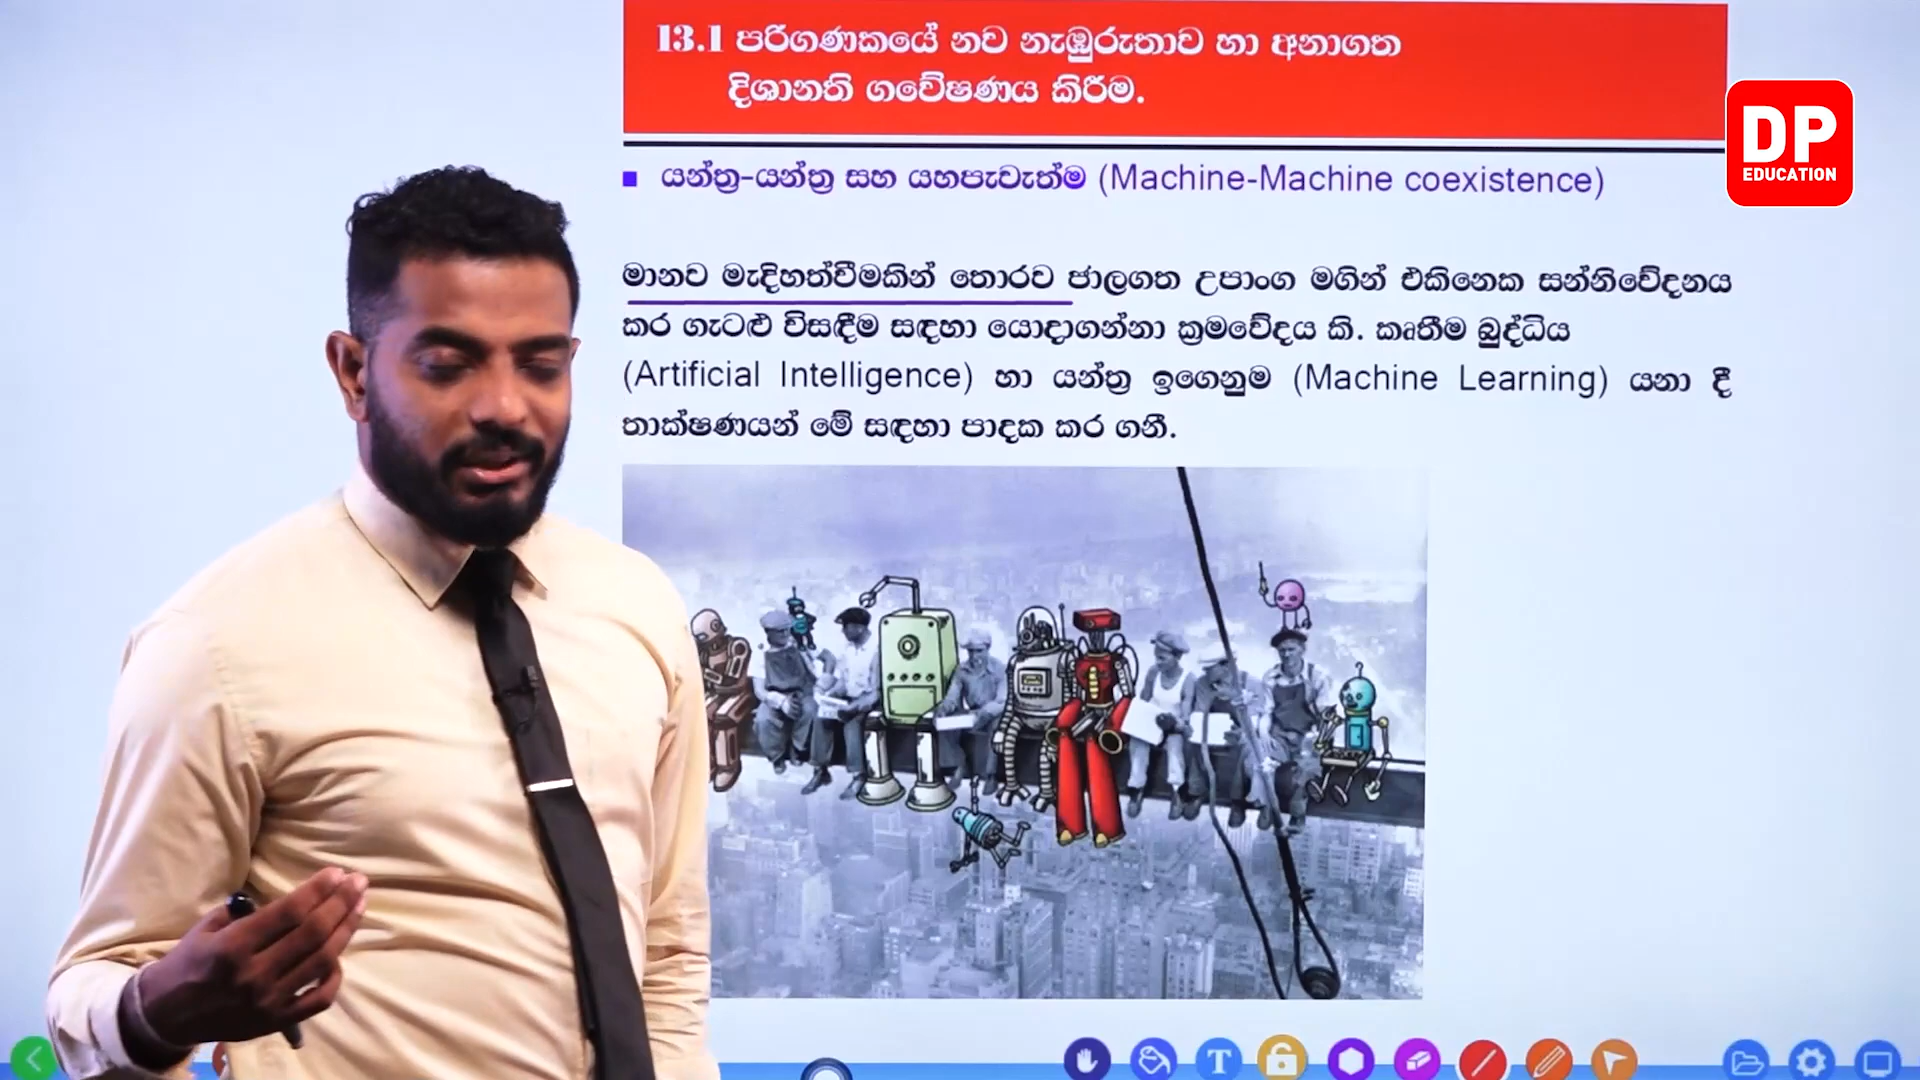 13.1 පරිගණකයේ නව නැඹුරුතාව හා අනාගත
දිශානති ගවේෂණය කිරීම.
DP
EDUCATION
යන්ත්‍ර-යන්ත්‍ර සහ යහපැවැත්ම (Machine-Machine coexistence)
මානව මැදිහත්වීමකින් තොරව ජාලගත උපාංග මගින් එකිනෙක සන්නිවේදනය
කර ගැටළු විසඳීම සඳහා යොදාගන්නා ක්‍රමවේදය කි. කෘතීම බුද්ධිය
(Artificial Intelligence) හා යන්ත්‍ර ඉගෙනුම (Machine Learning) යනා දී
තාක්ෂණයන් මේ සඳහා පාදක කර ගනී.
T